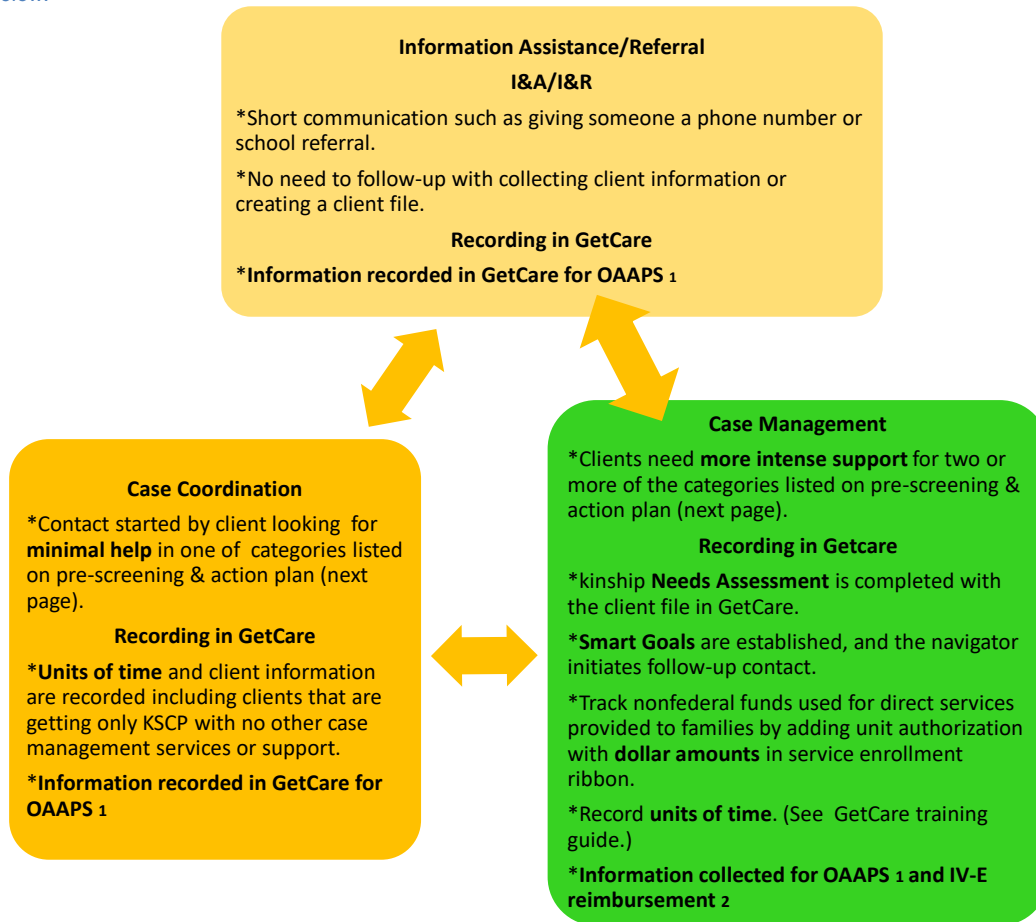 Information Assistance/Referral
I&A/I&R
*Short communication such as giving someone a phone number or
school referral.
*No need to follow-up with collecting client information or
creating a client file.
Recording in GetCare
*Information recorded in GetCare for OAAPS 1
Case Coordination
*Contact started by client looking for
minimal help in one of categories listed
on pre-screening & action plan (next
page).
Recording in GetCare
*Units of time and client information
are recorded including clients that are
getting only KSCP with no other case
management services or support.
*Information recorded in GetCare for
OAAPS 1
Case Management
*Clients need more intense support for two or
more of the categories listed on pre-screening &
action plan (next page).
Recording in Getcare
*kinship Needs Assessment is completed with
the client file in GetCare.
*Smart Goals are established, and the navigator
initiates follow-up contact.
*Track nonfederal funds used for direct services
provided to families by adding unit authorization
with dollar amounts in service enrollment
ribbon.
*Record units of time. (See GetCare training
guide.)
*Information collected for OAAPS 1 and IV-E
reimbursement 2